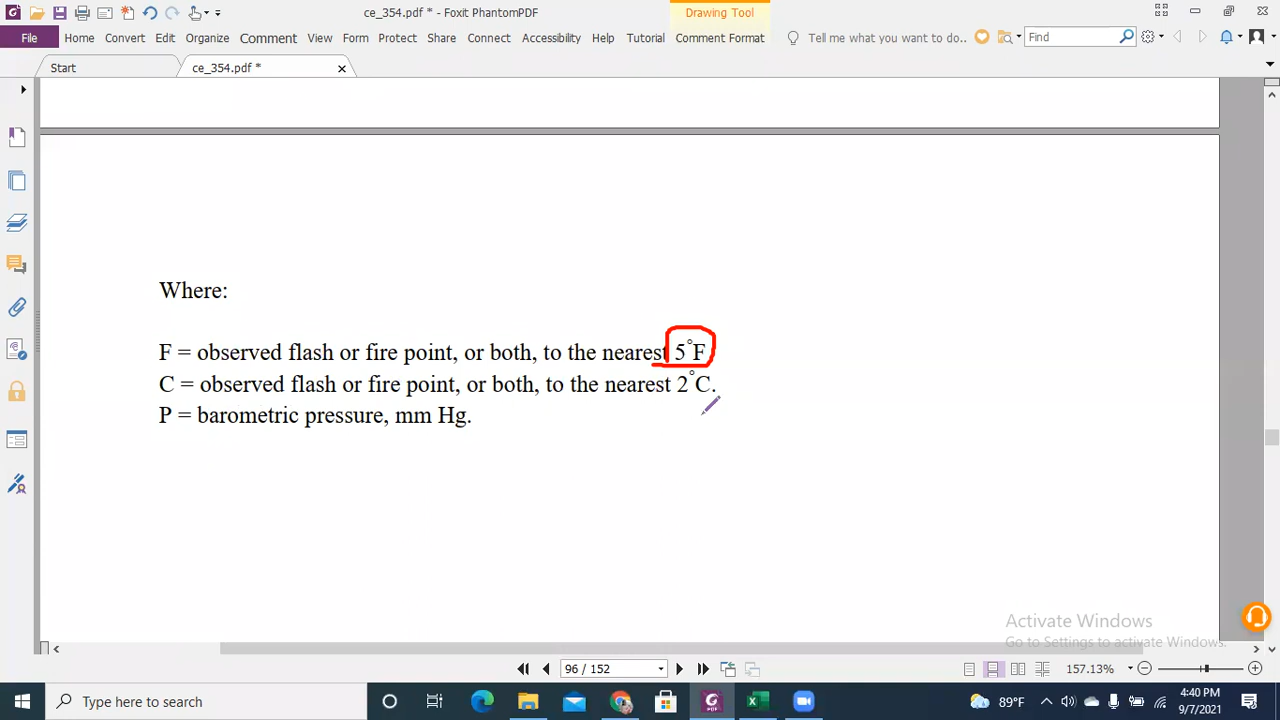 ce_354.pdf * - Foxit PhantomPDF
Drawing Tool
File Home Convert Edit Organize Comment View Form Protect Share Connect Accessibility Help Tutorial Comment Format Tell me what you want to do.. Find
Start ce_354.pdf *
Where:
F = observed flash or fire point, or both, to the nearest 5°F
C = observed flash or fire point, or both, to the nearest 2°C.
P = barometric pressure, mm Hg.
Activate Windows
Go to Settings to activate Windows.
96 / 152 157.13%
Type here to search 89°F 4:40 PM
9/7/2021